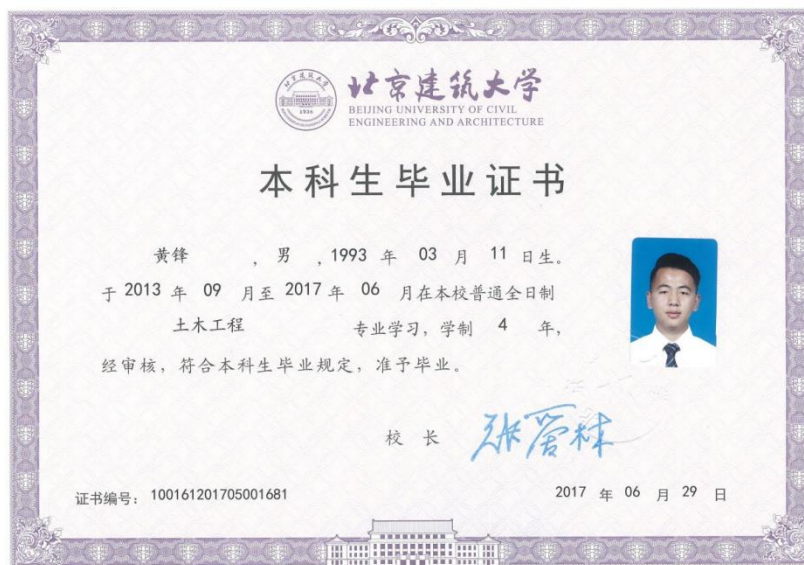 北京建筑大学
BEIJING UNIVERSITY OF CIVIL
ENGINEERING AND ARCHITECTURE
本科生毕业证书
黄锋 ,男 ,1993 年 03 月 11 日生。
于 2013 年 09 月至 2017 年 06 月在本校普通全日制
土木工程 专业学习,学制 4 年,
经审核,符合本科生毕业规定,准予毕业。
校 长
证书编号: 100161201705001681 2017 年 06 月 29 日